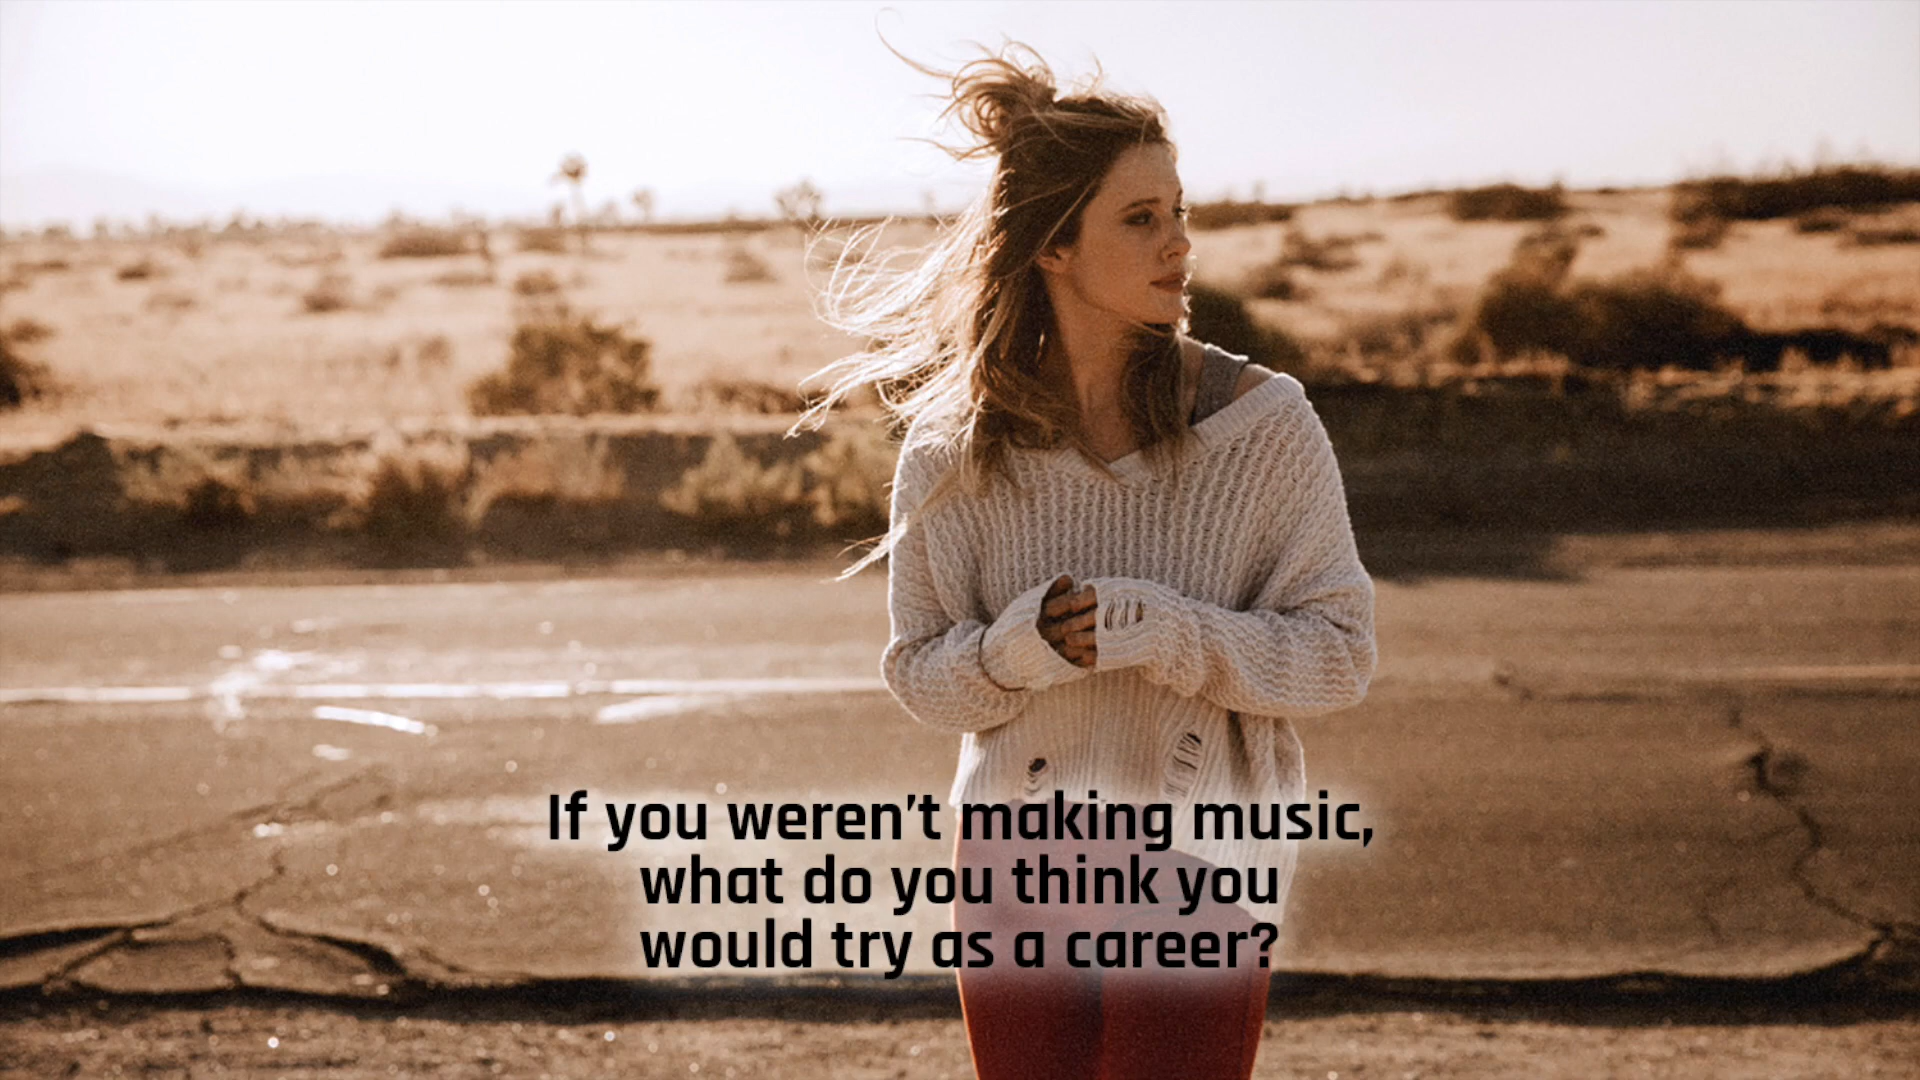 If you weren’t making music,
what do you think you
would try as a career?